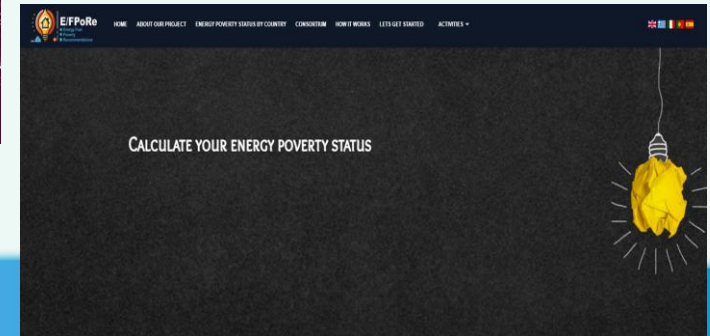 E/FPoRe
Energy Fuel
Poverty
Recommendations
HOME ABOUT OUR PROJECT ENERGY POVERTY STATUS BY COUNTRY CONSORTIUM HOW IT WORKS LETS GET STARTED ACTIVITIES
CALCULATE YOUR ENERGY POVERTY STATUS